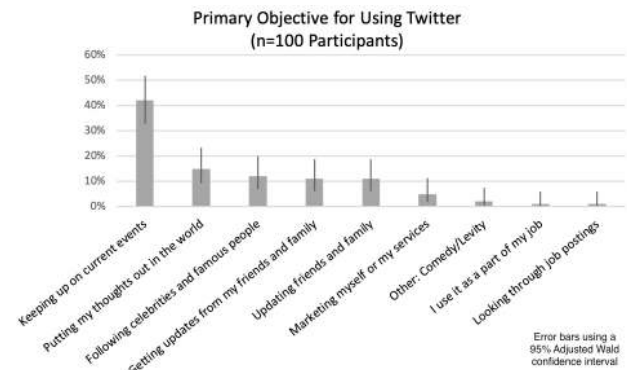 Primary Objective for Using Twitter
(n=100 Participants)
60%
50%
40%
30%
20%
10%
0%
Keeping up on current events
Putting my thoughts out in the world
Following celebrities and famous people
Getting updates from my friends and family
Updating friends and family
Marketing myself or my services
Other: Comedy/Levity
I use it as a part of my job
Looking through job postings
Error bars using a
95% Adjusted Wald
confidence interval